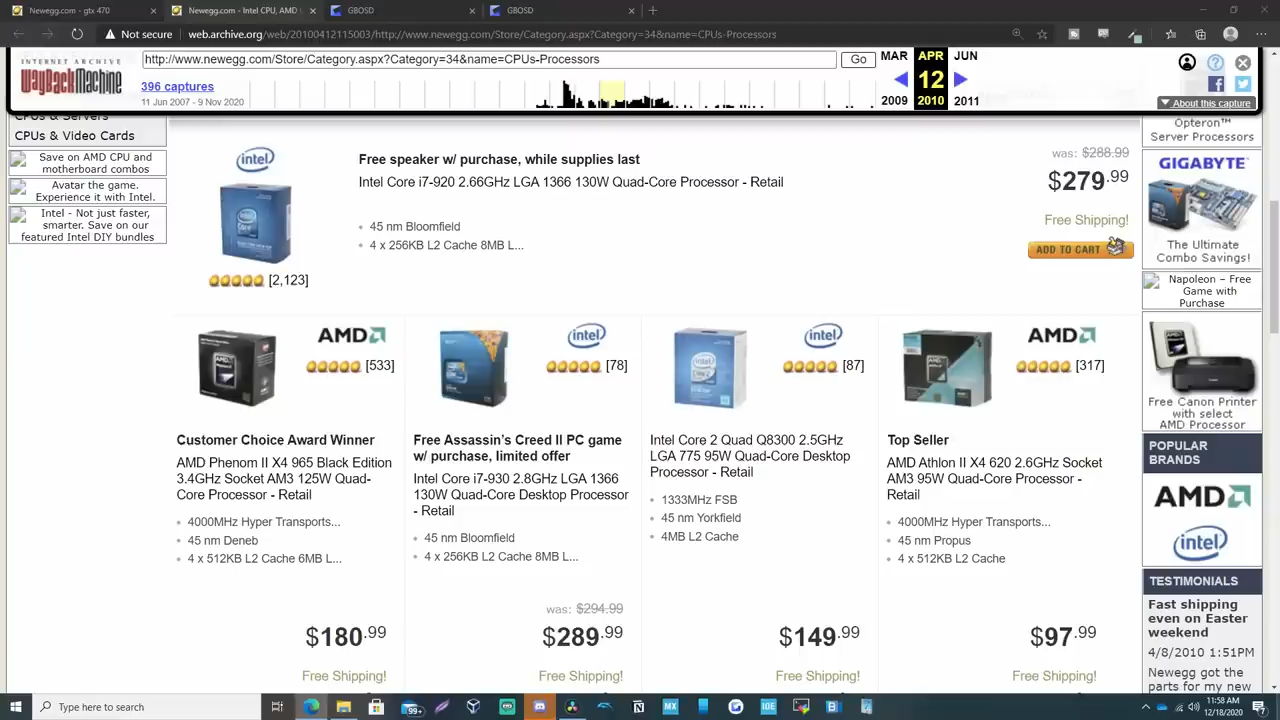 Newegg.com - gtx 470
Newegg.com - Intel CPU, AMD
GBOSD
GBOSD
Not secure
web.archive.org/web/20100412115003/http://www.newegg.com/Store/Category.aspx?Category=34&name=CPUs-Processors
INTERNET ARCHIVE
WayBackMachine
http://www.newegg.com/Store/Category.aspx?Category=34&name=CPUs-Processors
Go
396 captures
11 Jun 2007 - 9 Nov 2020
MAR APR JUN
12
2009 2010 2011
About this capture
CPUs & Servers
CPUs & Video Cards
Save on AMD CPU and
motherboard combos
Avatar the game.
Experience it with Intel.
Intel - Not just faster,
smarter. Save on our
featured Intel DIY bundles
intel
[2,123]
Free speaker w/ purchase, while supplies last
Intel Core i7-920 2.66GHz LGA 1366 130W Quad-Core Processor - Retail
45 nm Bloomfield
4 x 256KB L2 Cache 8MB L...
was: $288.99
$279.99
Free Shipping!
ADD TO CART
AMD
[533]
Customer Choice Award Winner
AMD Phenom II X4 965 Black Edition
3.4GHz Socket AM3 125W Quad-
Core Processor - Retail
4000MHz Hyper Transports...
45 nm Deneb
4 x 512KB L2 Cache 6MB L...
$180.99
Free Shipping!
intel
[78]
Free Assassin's Creed II PC game
w/ purchase, limited offer
Intel Core i7-930 2.8GHz LGA 1366
130W Quad-Core Desktop Processor
- Retail
45 nm Bloomfield
4 x 256KB L2 Cache 8MB L...
was: $294.99
$289.99
Free Shipping!
intel
[87]
Intel Core 2 Quad Q8300 2.5GHz
LGA 775 95W Quad-Core Desktop
Processor - Retail
1333MHz FSB
45 nm Yorkfield
4MB L2 Cache
$149.99
Free Shipping!
AMD
[317]
Top Seller
AMD Athlon II X4 620 2.6GHz Socket
AM3 95W Quad-Core Processor -
Retail
4000MHz Hyper Transports...
45 nm Propus
4 x 512KB L2 Cache
$97.99
Free Shipping!
Opteron™
Server Processors
GIGABYTE
The Ultimate
Combo Savings!
Napoleon – Free
Game with
Purchase
Free Canon Printer
with select
AMD Processor
POPULAR
BRANDS
AMD
intel
TESTIMONIALS
Fast shipping
even on Easter
weekend
4/8/2010 1:51PM
Newegg got the
parts for my new
Type here to search
99+
11:58 AM
12/18/2020